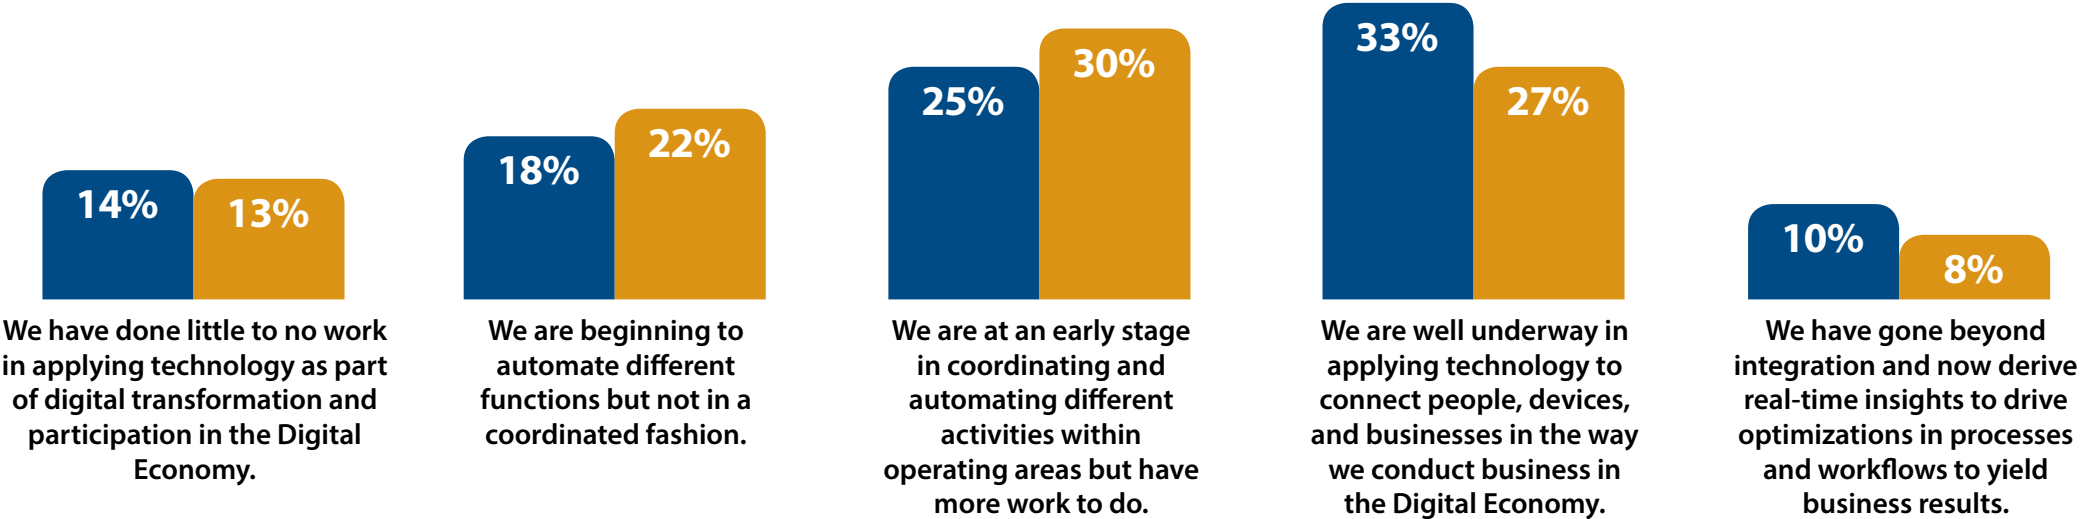 14%
13%
We have done little to no work
in applying technology as part
of digital transformation and
participation in the Digital
Economy.
18%
22%
We are beginning to
automate different
functions but not in a
coordinated fashion.
25%
30%
We are at an early stage
in coordinating and
automating different
activities within
operating areas but have
more work to do.
33%
27%
We are well underway in
applying technology to
connect people, devices,
and businesses in the way
we conduct business in
the Digital Economy.
10%
8%
We have gone beyond
integration and now derive
real-time insights to drive
optimizations in processes
and workflows to yield
business results.